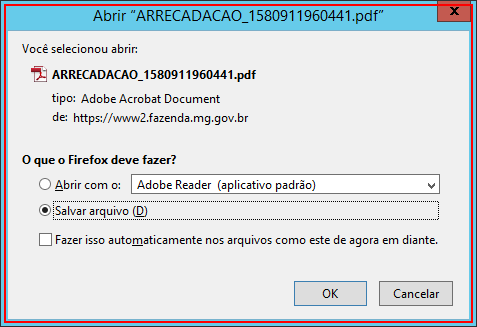 Abrir “ARRECADACAO_1580911960441.pdf”
x
Você selecionou abrir:
ARRECADACAO_1580911960441.pdf
tipo: Adobe Acrobat Document
de: https://www2.fazenda.mg.gov.br
O que o Firefox deve fazer?
Abrir com o: Adobe Reader (aplicativo padrão)
Salvar arquivo (D)
Fazer isso automaticamente nos arquivos como este de agora em diante.
OK Cancelar